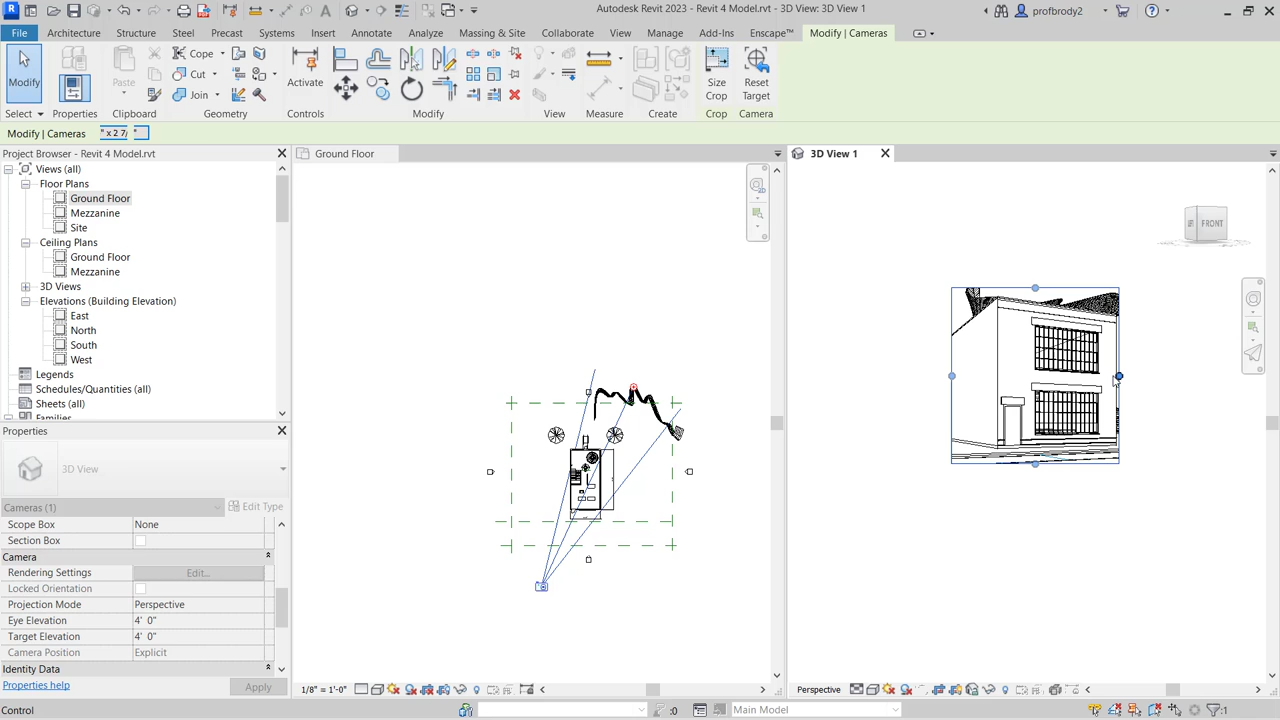 Autodesk Revit 2023 - Revit 4 Model.rvt - 3D View: 3D View 1
profbrody2
File Architecture Structure Steel Precast Systems Insert Annotate Analyze Massing & Site Collaborate View Manage Add-Ins Enscape™ Modify | Cameras
Modify
Paste
Cope
Cut
Join
Activate
Size Crop
Reset Target
Select Properties Clipboard Geometry Controls Modify View Measure Create Crop Camera
Modify | Cameras " x 2 7/ "
Project Browser - Revit 4 Model.rvt
Ground Floor
3D View 1
Views (all)
Floor Plans
Ground Floor
Mezzanine
Site
Ceiling Plans
Ground Floor
Mezzanine
3D Views
Elevations (Building Elevation)
East
North
South
West
Legends
Schedules/Quantities (all)
Sheets (all)
Families
FRONT
Properties
3D View
Cameras (1) Edit Type
Scope Box None
Section Box
Camera
Rendering Settings Edit...
Locked Orientation
Projection Mode Perspective
Eye Elevation 4' 0"
Target Elevation 4' 0"
Camera Position Explicit
Identity Data
Properties help Apply
1/8" = 1'-0"
Perspective
Control
:0
Main Model
:1